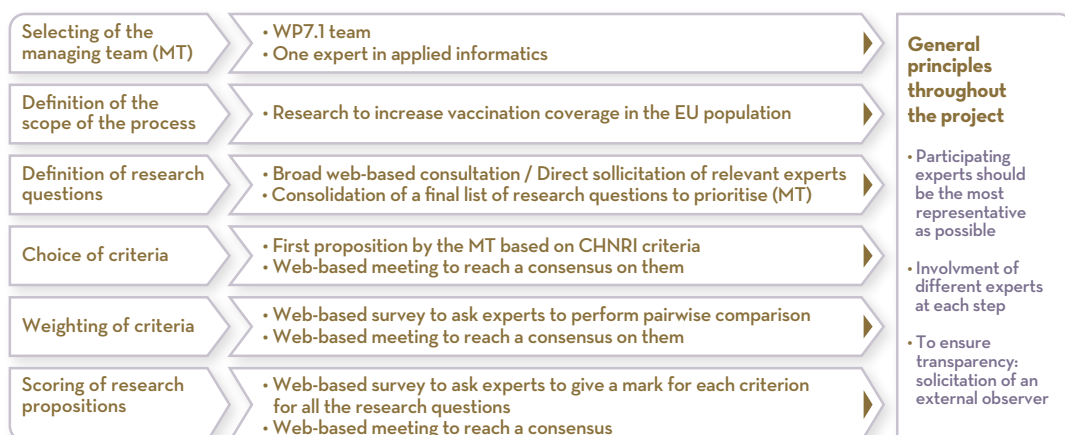 Selecting of the
managing team (MT)
• WP7.1 team
• One expert in applied informatics
Definition of the
scope of the process
• Research to increase vaccination coverage in the EU population
Definition of research
questions
• Broad web-based consultation / Direct sollicitation of relevant experts
• Consolidation of a final list of research questions to prioritise (MT)
Choice of criteria
• First proposition by the MT based on CHNRI criteria
• Web-based meeting to reach a consensus on them
Weighting of criteria
• Web-based survey to ask experts to perform pairwise comparison
• Web-based meeting to reach a consensus on them
Scoring of research
propositions
• Web-based survey to ask experts to give a mark for each criterion
for all the research questions
• Web-based meeting to reach a consensus
General
principles
throughout
the project
• Participating
experts should
be the most
representative
as possible
• Involvment of
different experts
at each step
• To ensure
transparency:
solicitation of an
external observer